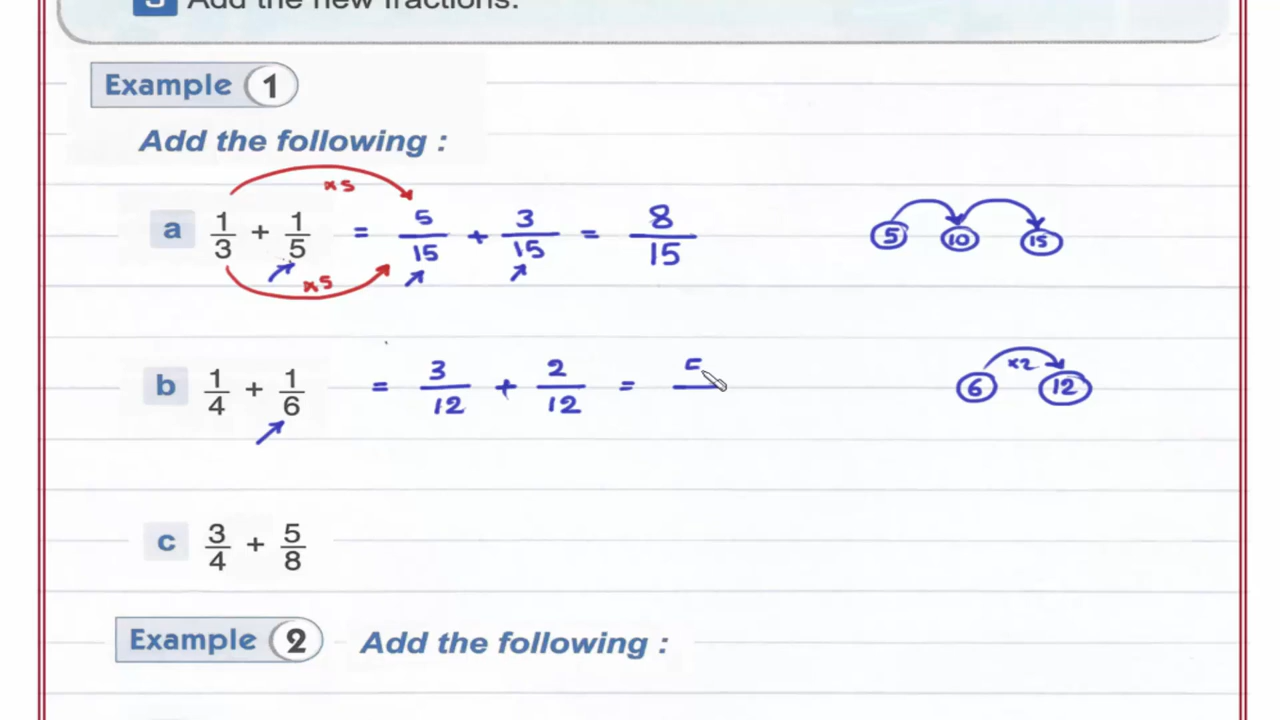 3 Add the new fractions.
Example 1
Add the following :
×5
a 1/3 + 1/5 = 5/15 + 3/15 = 8/15 5 10 15
×5
b 1/4 + 1/6 = 3/12 + 2/12 = 5 6 ×2 12
c 3/4 + 5/8
Example 2 Add the following :